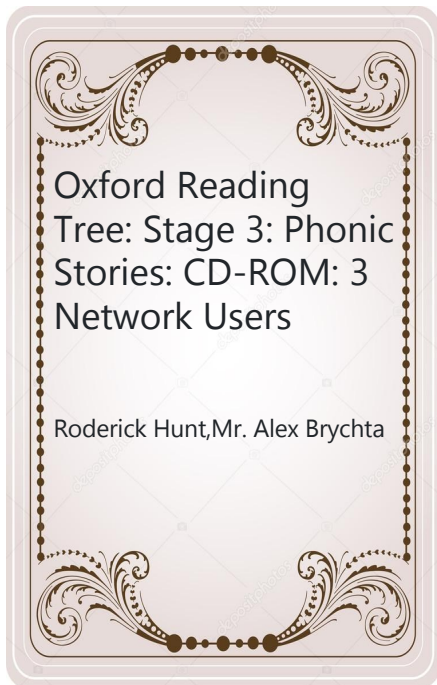 Oxford Reading
Tree: Stage 3: Phonic
Stories: CD-ROM: 3
Network Users
Roderick Hunt,Mr. Alex Brychta